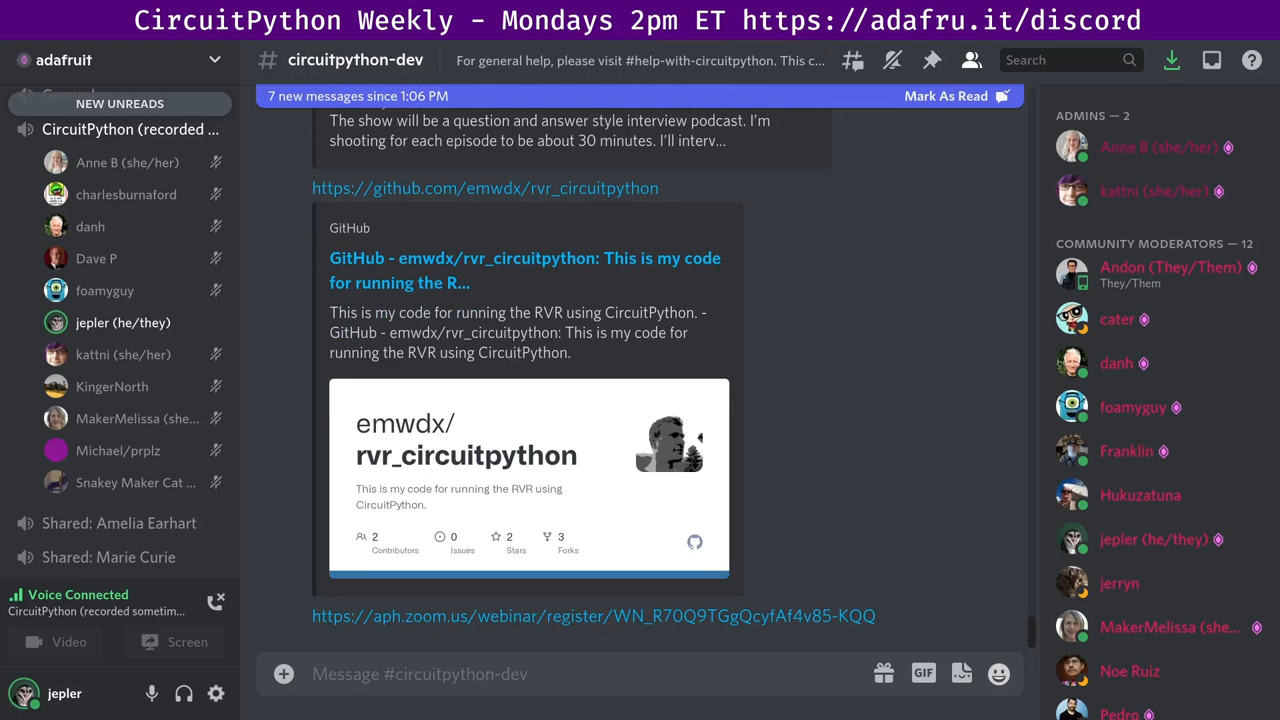 CircuitPython Weekly - Mondays 2pm ET https://adafru.it/discord
adafruit
General
NEW UNREADS
CircuitPython (recorded ...
Anne B (she/her)
charlesburnaford
danh
Dave P
foamyguy
jepler (he/they)
kattni (she/her)
KingerNorth
MakerMelissa (she...
Michael/prplz
Snakey Maker Cat ...
Shared: Amelia Earhart
Shared: Marie Curie
Voice Connected
CircuitPython (recorded sometim...
Video
Screen
jepler
# circuitpython-dev
For general help, please visit #help-with-circuitpython. This c...
Search
7 new messages since 1:06 PM
Mark As Read
The show will be a question and answer style interview podcast. I'm
shooting for each episode to be about 30 minutes. I'll interv...
https://github.com/emwdx/rvr_circuitpython
GitHub
GitHub - emwdx/rvr_circuitpython: This is my code
for running the R...
This is my code for running the RVR using CircuitPython. -
GitHub - emwdx/rvr_circuitpython: This is my code for
running the RVR using CircuitPython.
emwdx/
rvr_circuitpython
This is my code for running the RVR using
CircuitPython.
2
Contributors
0
Issues
2
Stars
3
Forks
https://aph.zoom.us/webinar/register/WN_R70Q9TGgQcyfAf4v85-KQQ
Message #circuitpython-dev
GIF
ADMINS — 2
Anne B (she/her)
kattni (she/her)
COMMUNITY MODERATORS — 12
Andon (They/Them)
They/Them
cater
danh
foamyguy
Franklin
Hukuzatuna
jepler (he/they)
jerryn
MakerMelissa (she...
Noe Ruiz
Pedro